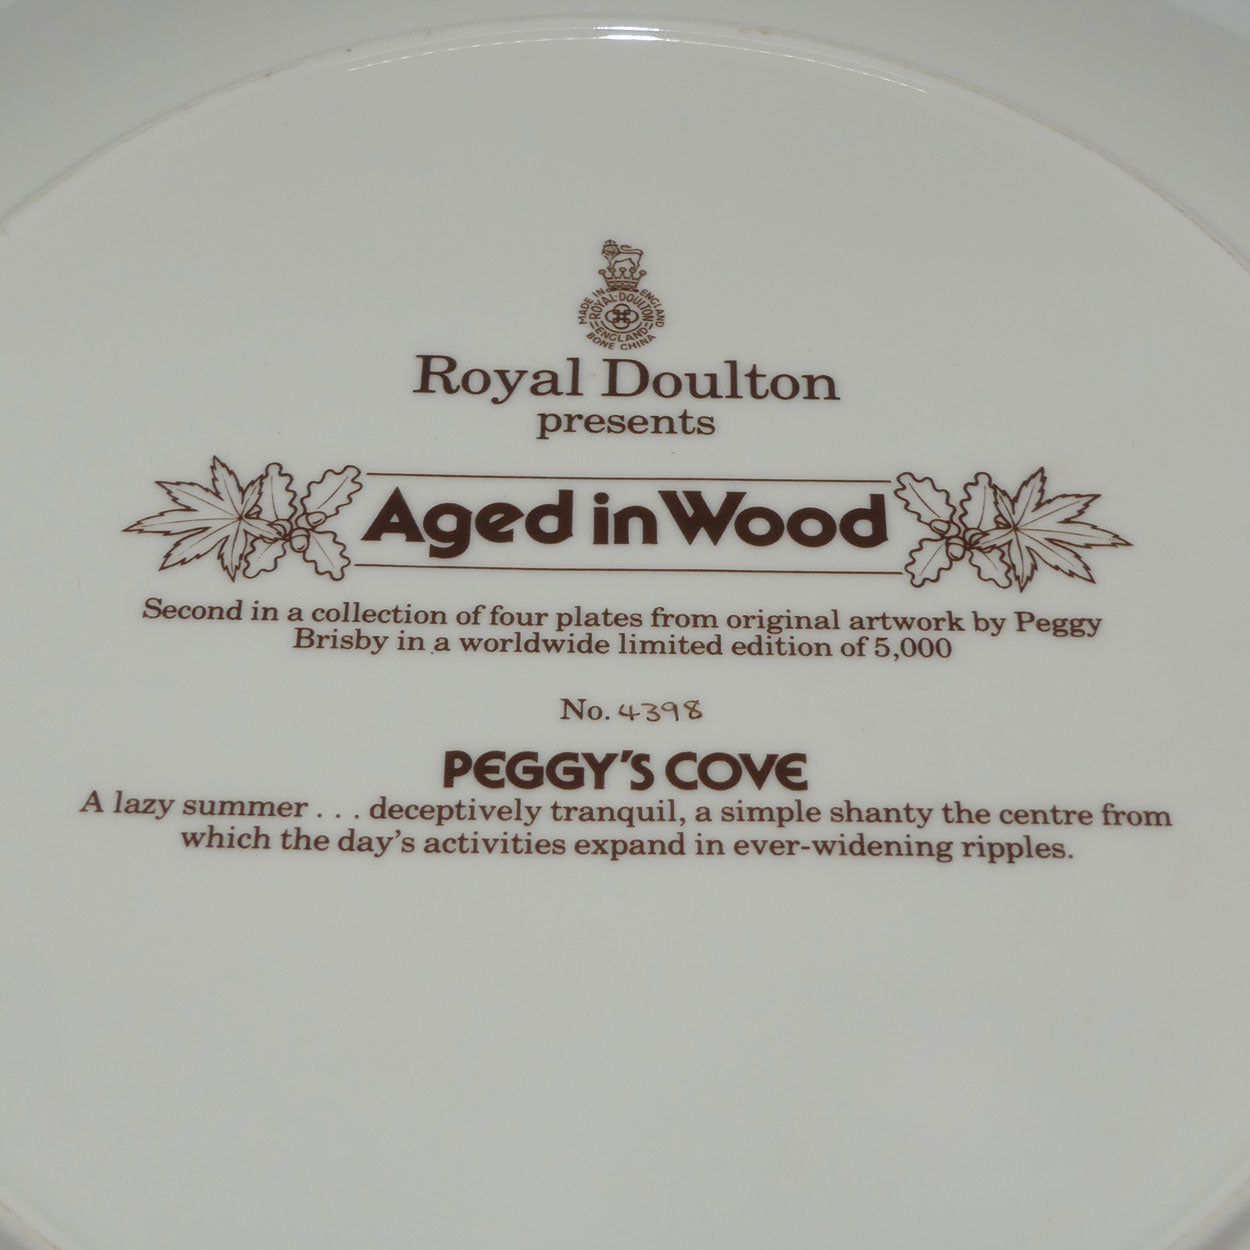 MADE IN ENGLAND
ROYAL·DOULTON
ENGLAND
BONE CHINA
Royal Doulton
presents
Aged in Wood
Second in a collection of four plates from original artwork by Peggy
Brisby in a worldwide limited edition of 5,000
No. 4398
PEGGY'S COVE
A lazy summer . . . deceptively tranquil, a simple shanty the centre from
which the day's activities expand in ever-widening ripples.